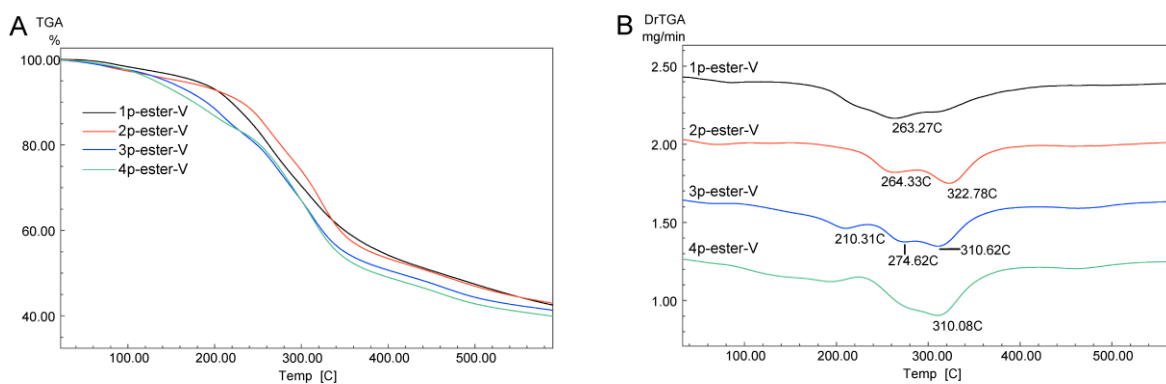 A
TGA
%
100.00
80.00
60.00
40.00
1p-ester-V
2p-ester-V
3p-ester-V
4p-ester-V
100.00 200.00 300.00 400.00 500.00
Temp [C]
B
DrTGA
mg/min
2.50
2.00
1.50
1.00
1p-ester-V
263.27C
2p-ester-V
264.33C
322.78C
3p-ester-V
210.31C
274.62C
310.62C
4p-ester-V
310.08C
100.00 200.00 300.00 400.00 500.00
Temp [C]